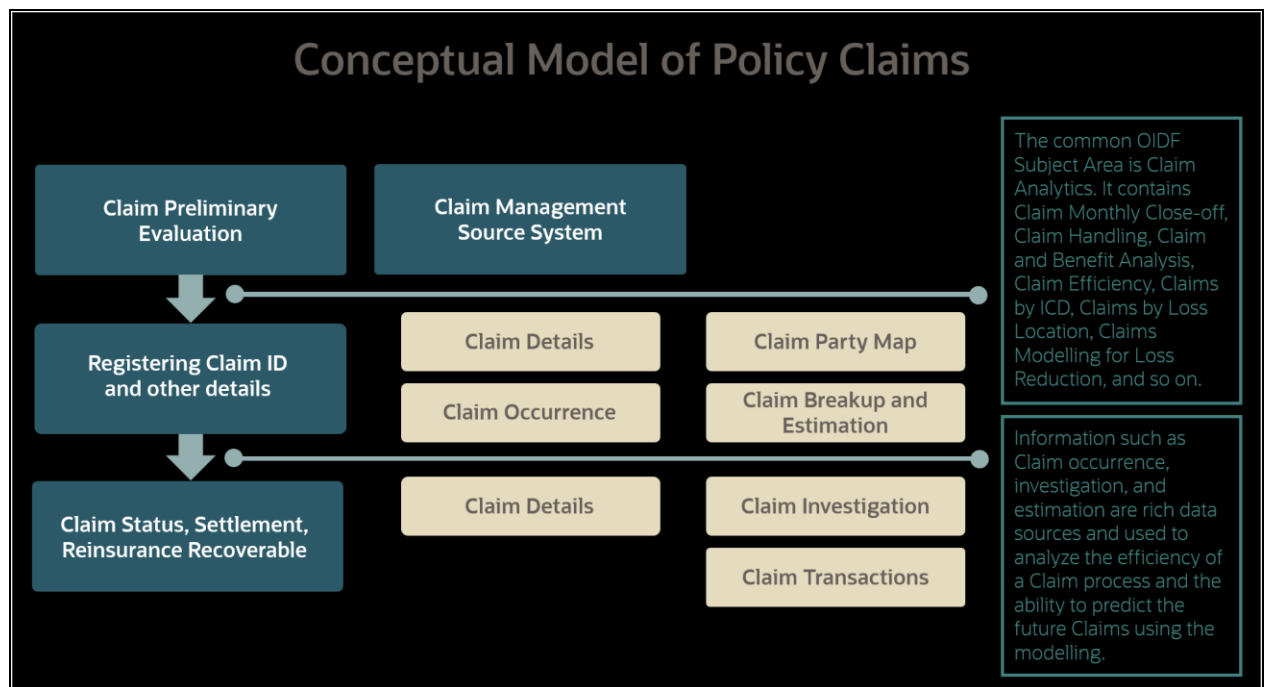 Conceptual Model of Policy Claims
Claim Preliminary
Evaluation
Claim Management
Source System
The common OIDF
Subject Area is Claim
Analytics. It contains
Claim Monthly Close-off,
Claim Handling, Claim
and Benefit Analysis,
Claim Efficiency, Claims
by ICD, Claims by Loss
Location, Claims
Modelling for Loss
Reduction, and so on.
Registering Claim ID
and other details
Claim Details
Claim Party Map
Claim Occurrence
Claim Breakup and
Estimation
Claim Status, Settlement,
Reinsurance Recoverable
Claim Details
Claim Investigation
Claim Transactions
Information such as
Claim occurrence,
investigation, and
estimation are rich data
sources and used to
analyze the efficiency of
a Claim process and the
ability to predict the
future Claims using the
modelling.